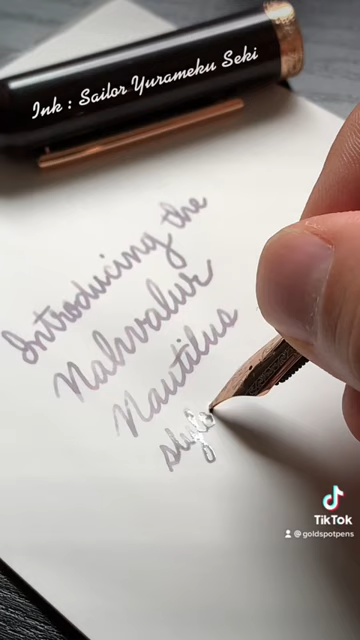 Ink : Sailor Yurameku Seki
Introducing the
Nahvalur
Nautilus
TikTok
@goldspotpens